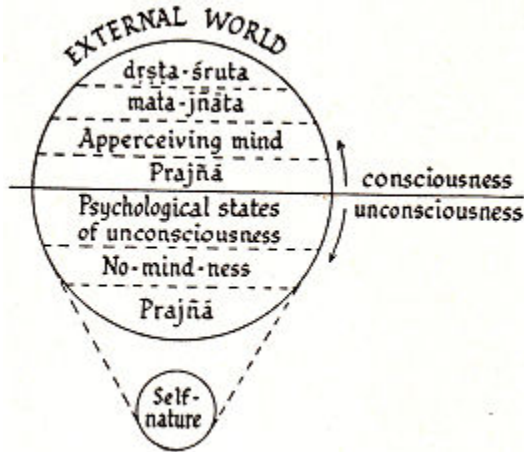 EXTERNAL WORLD
dṛṣṭa-śruta
mata-jñāta
Apperceiving mind
Prajñā
consciousness
unconsciousness
Psychological states
of unconsciousness
No-mind-ness
Prajñā
Self-
nature